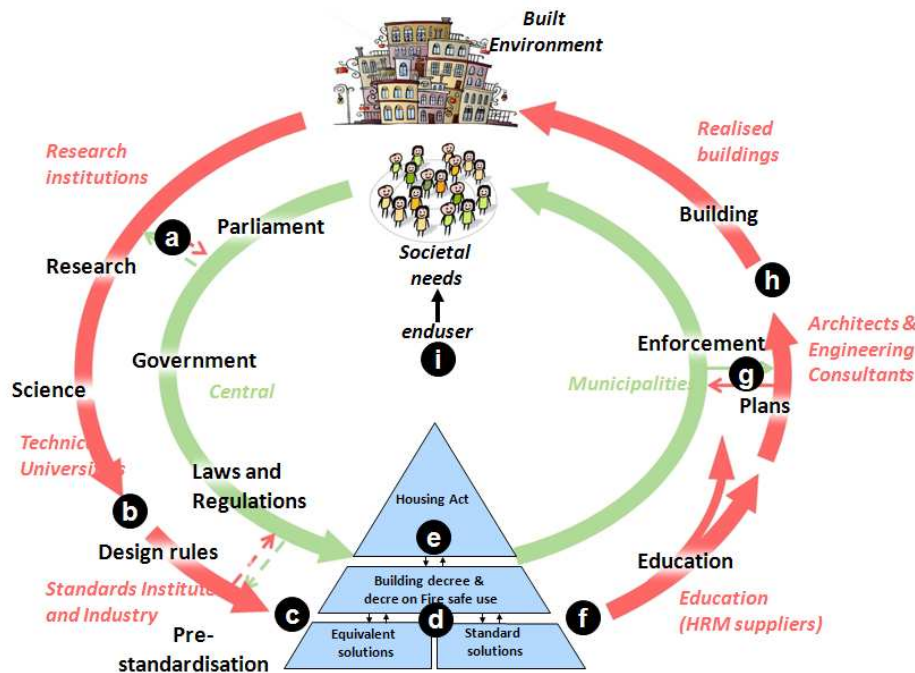 Built
Environment
Research
institutions
Realised
buildings
a
Parliament
Building
Research
Societal
needs
h
enduser
i
Architects &
Engineering
Consultants
Government
Enforcement
Central
Municipalities
g
Science
Plans
Technical
Universities
Laws and
Regulations
Housing Act
b
e
Design rules
Education
Building decree &
decre on Fire safe use
Standards Institute
and Industry
Education
(HRM suppliers)
c
d
f
Pre-
standardisation
Equivalent
solutions
Standard
solutions